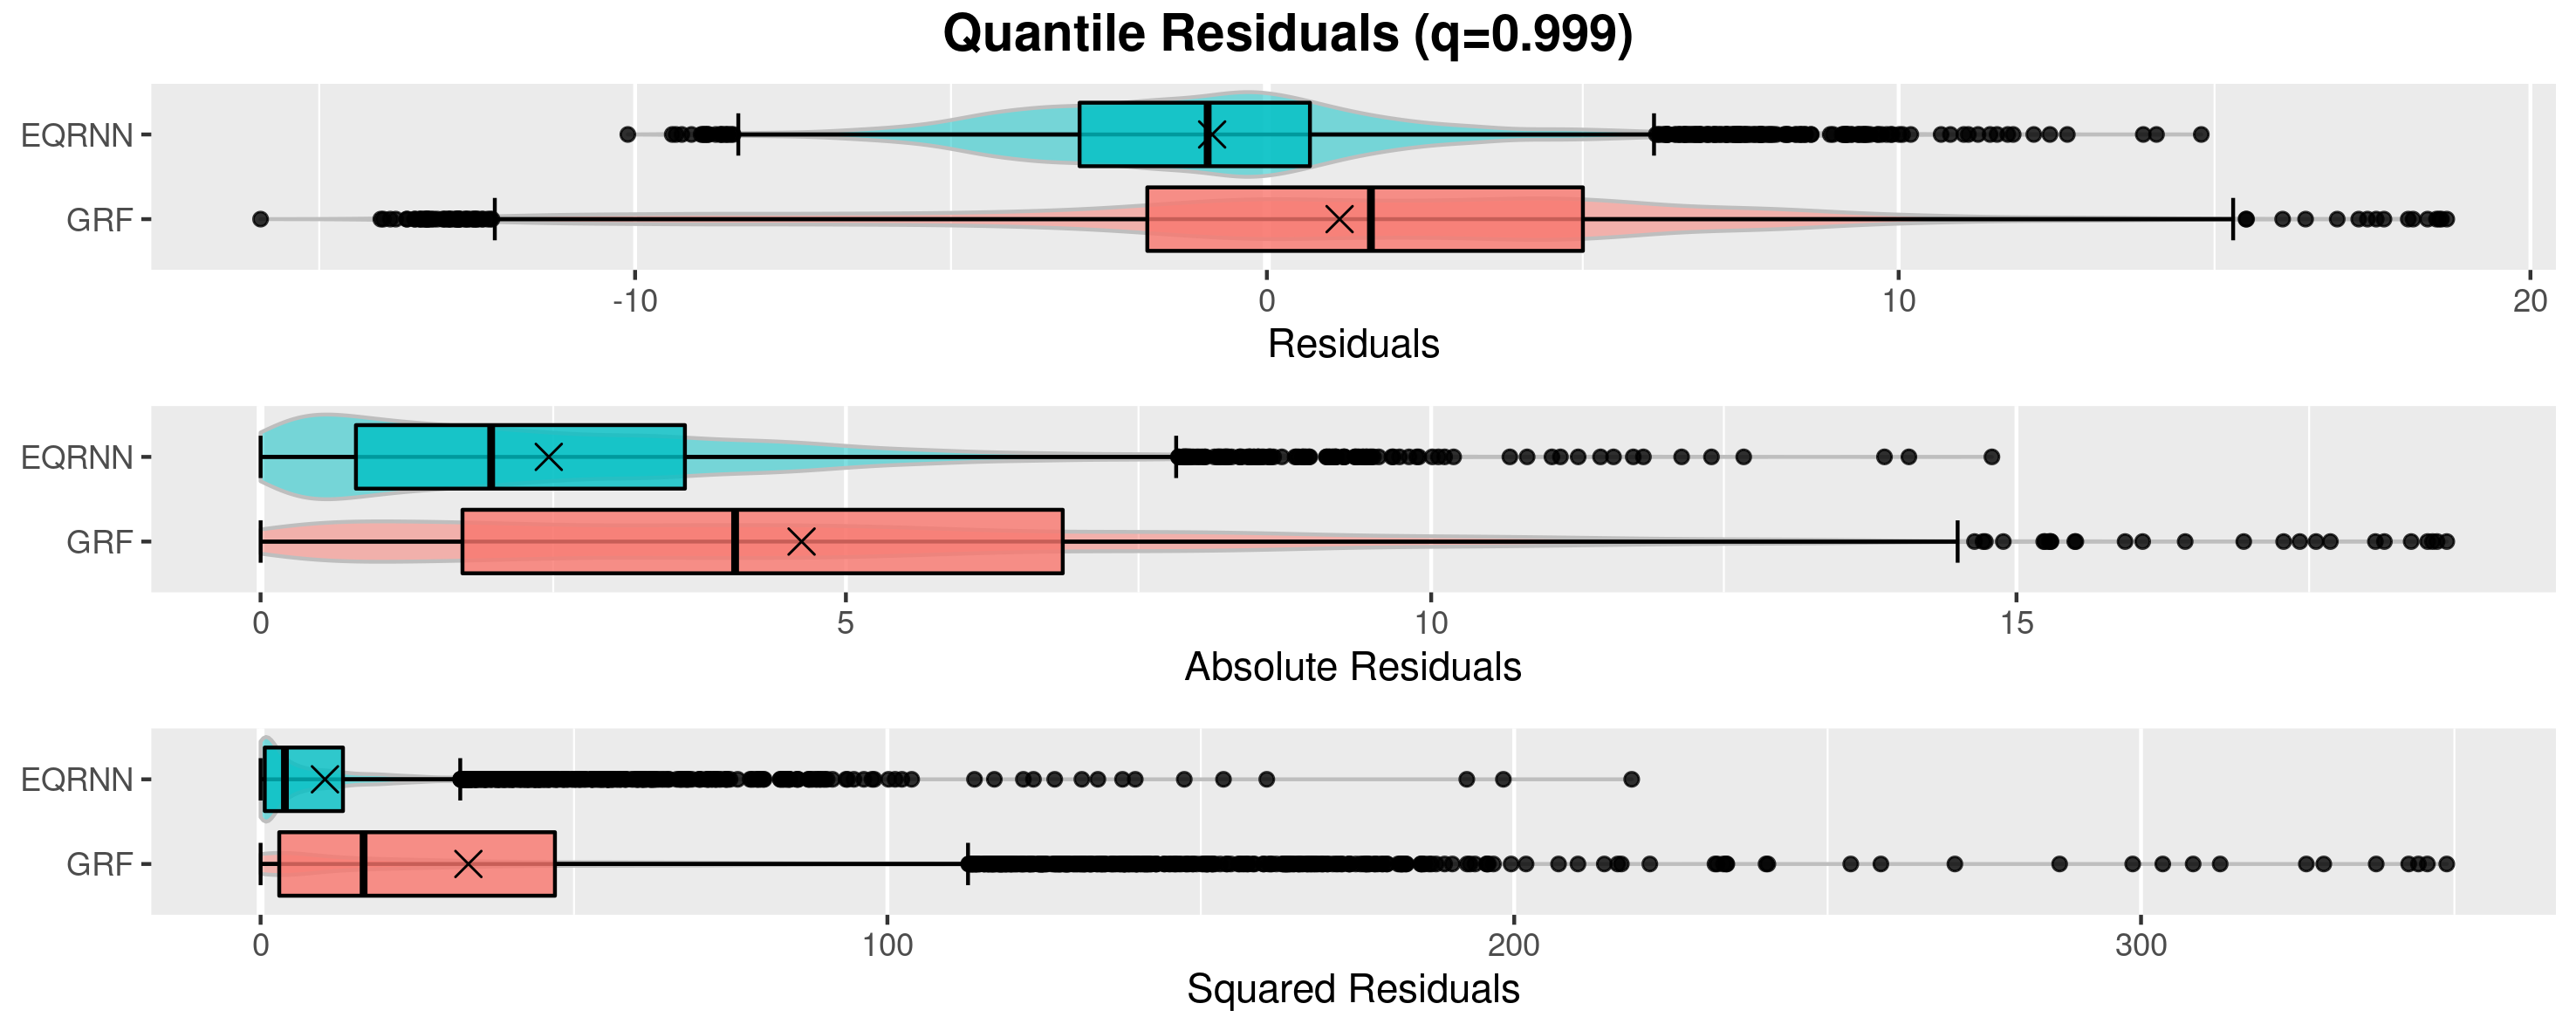 Quantile Residuals (q=0.999)
EQRNN
GRF
-10 0 10 20
Residuals
EQRNN
GRF
0 5 10 15
Absolute Residuals
EQRNN
GRF
0 100 200 300
Squared Residuals